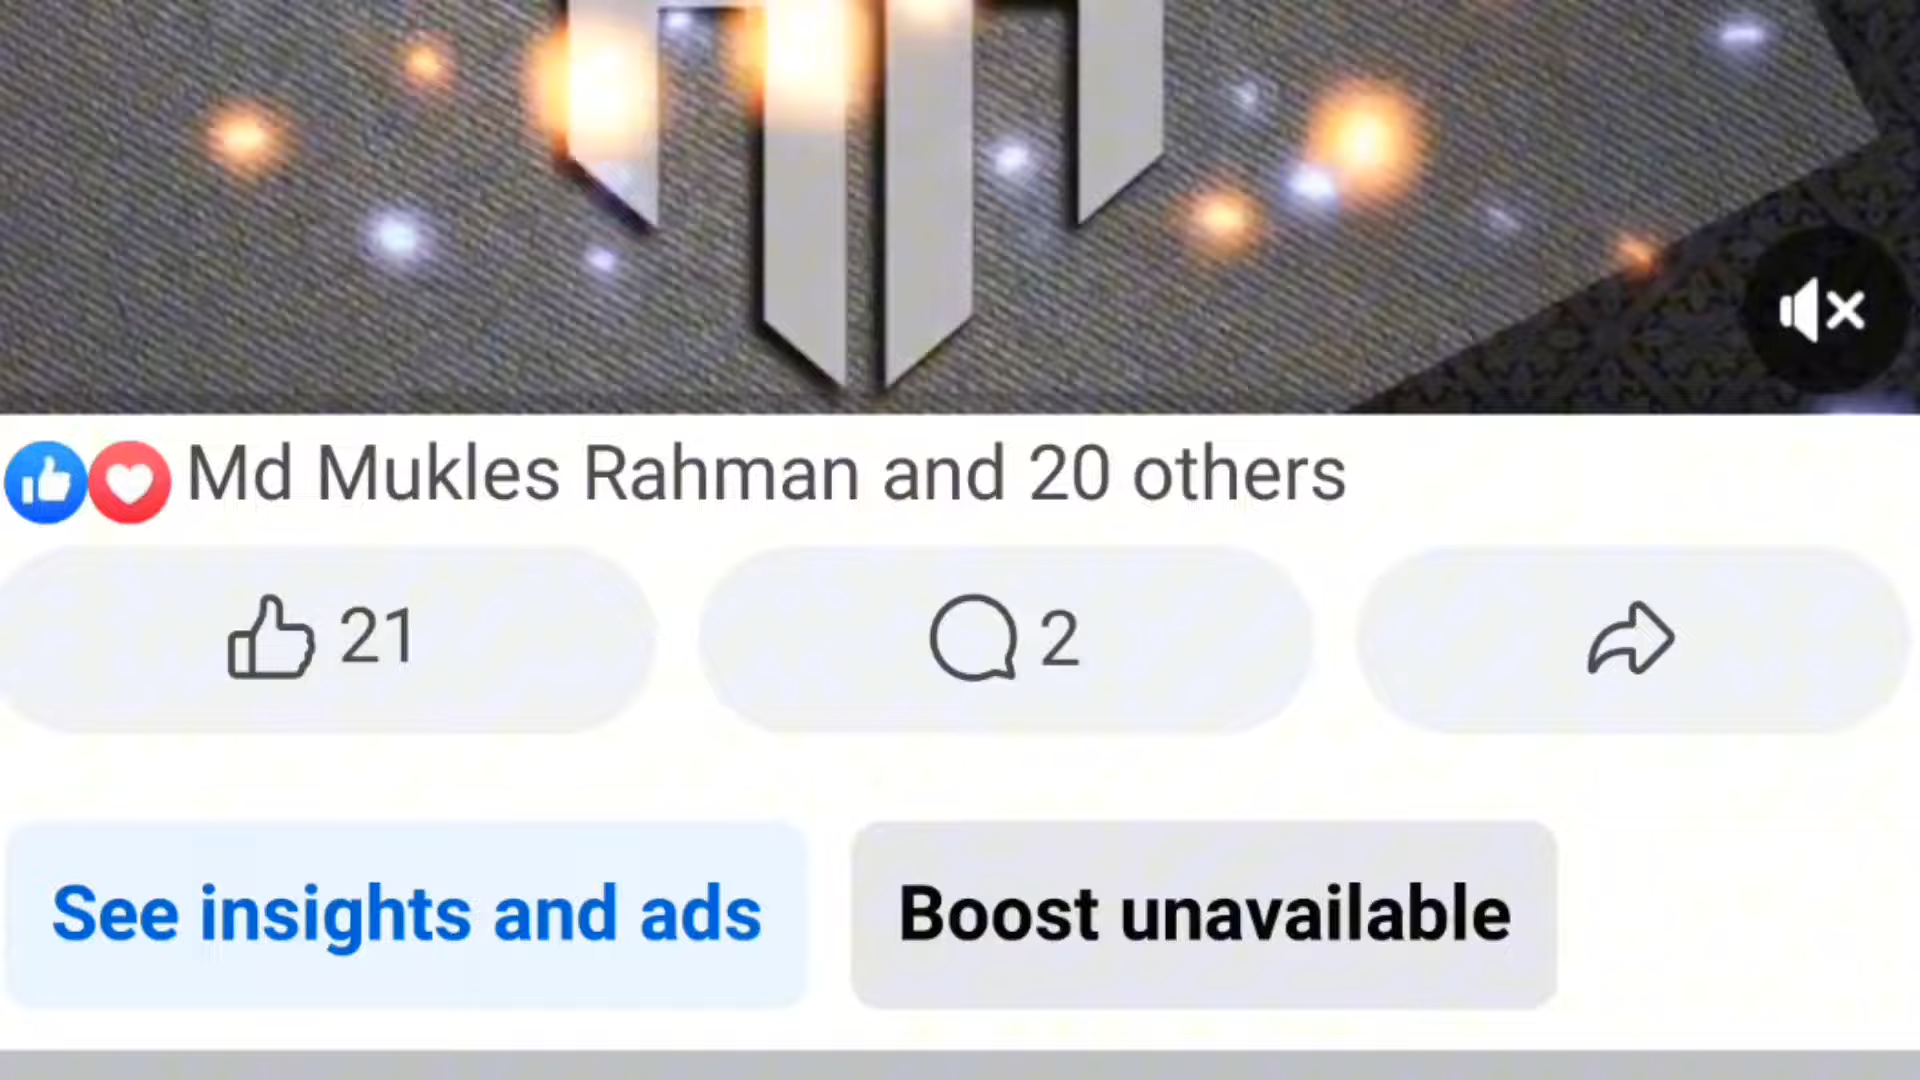 Md Mukles Rahman and 20 others
21
2
See insights and ads
Boost unavailable